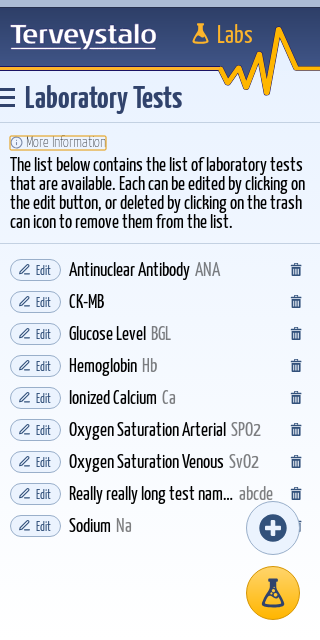 Terveystalo
Labs
Laboratory Tests
More Information
The list below contains the list of laboratory tests
that are available. Each can be edited by clicking on
the edit button, or deleted by clicking on the trash
can icon to remove them from the list.
Edit Antinuclear Antibody ANA
Edit CK-MB
Edit Glucose Level BGL
Edit Hemoglobin Hb
Edit Ionized Calcium Ca
Edit Oxygen Saturation Arterial SPO2
Edit Oxygen Saturation Venous SvO2
Edit Really really long test nam... abcde
Edit Sodium Na